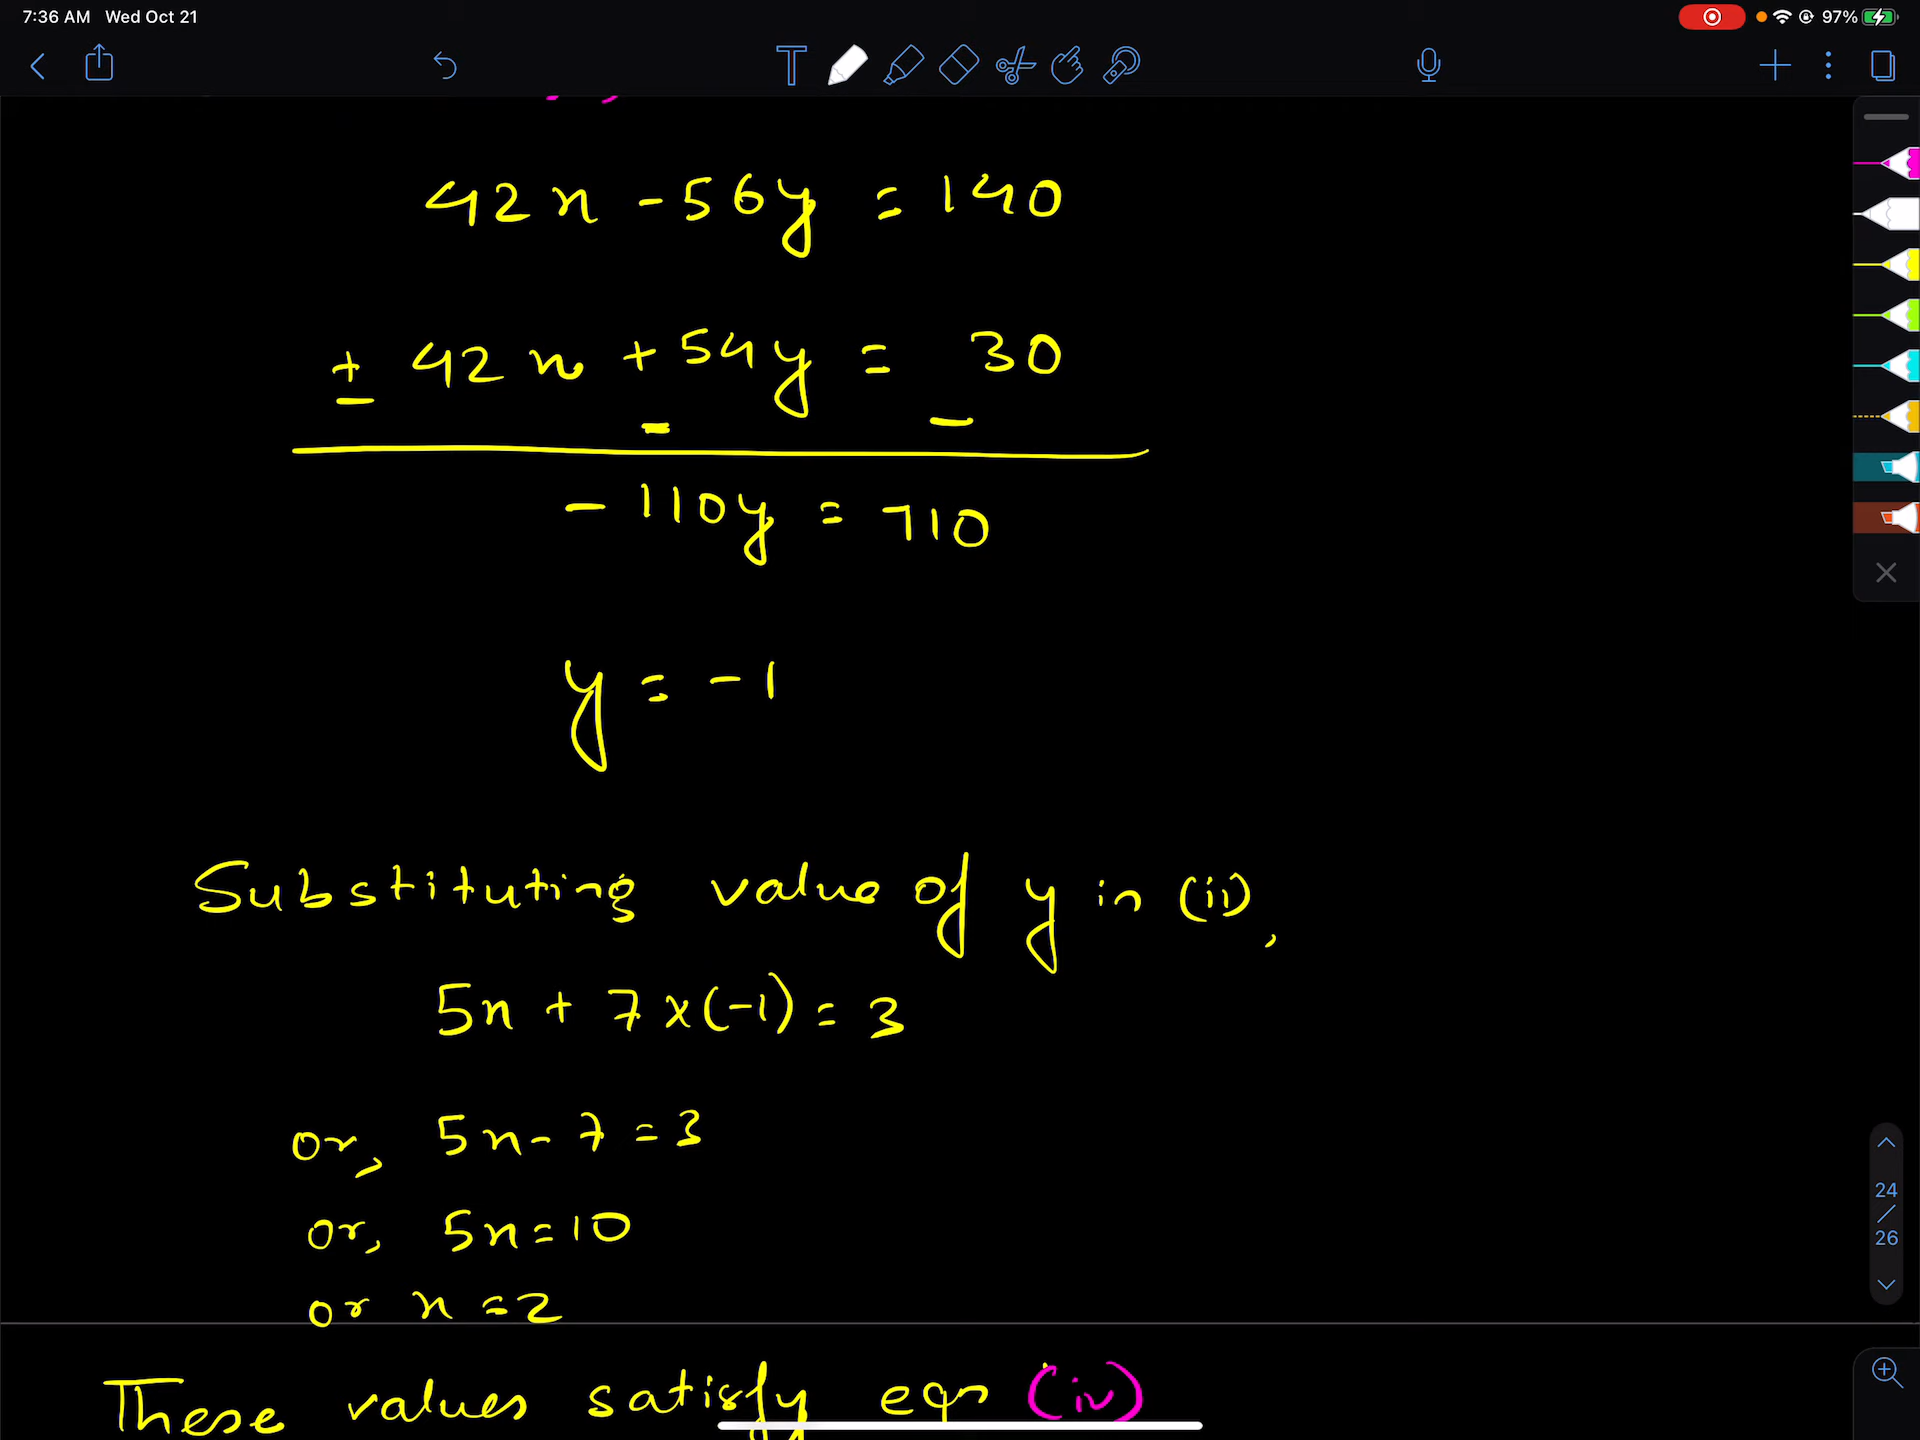 7:36 AM Wed Oct 21 97%
42x - 56y = 140
± 42x + 54y = 30
- -
- 110y = 710
y = -1
Substituting value of y in (ii),
5x + 7 x (-1) = 3
or, 5x - 7 = 3
or, 5x = 10
or x = 2
24
/
26
These values satisfy eqn (iv)